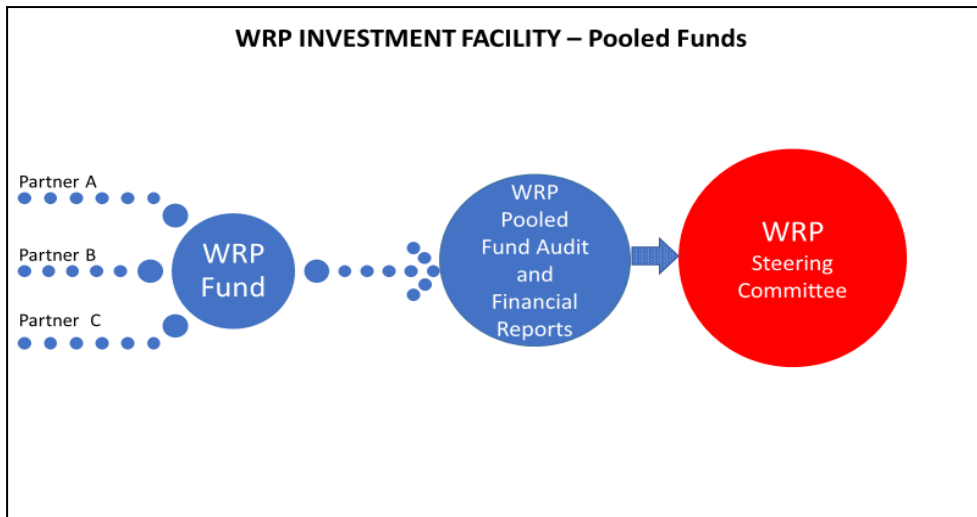 WRP INVESTMENT FACILITY – Pooled Funds
Partner A
Partner B
Partner C
WRP
Fund
WRP
Pooled
Fund Audit
and
Financial
Reports
WRP
Steering
Committee